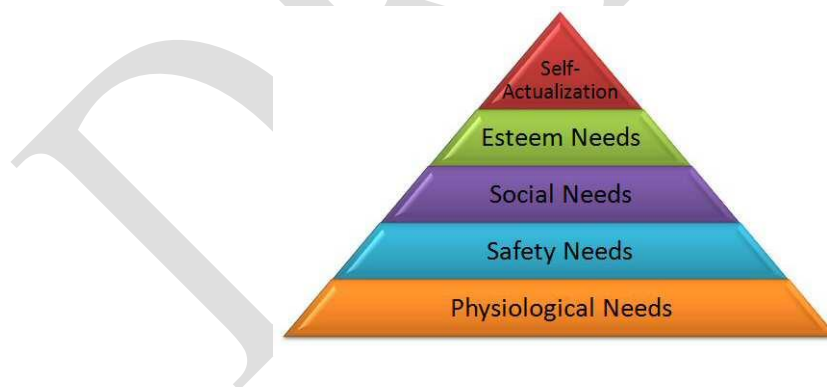 Self-
Actualization
Esteem Needs
Social Needs
Safety Needs
Physiological Needs